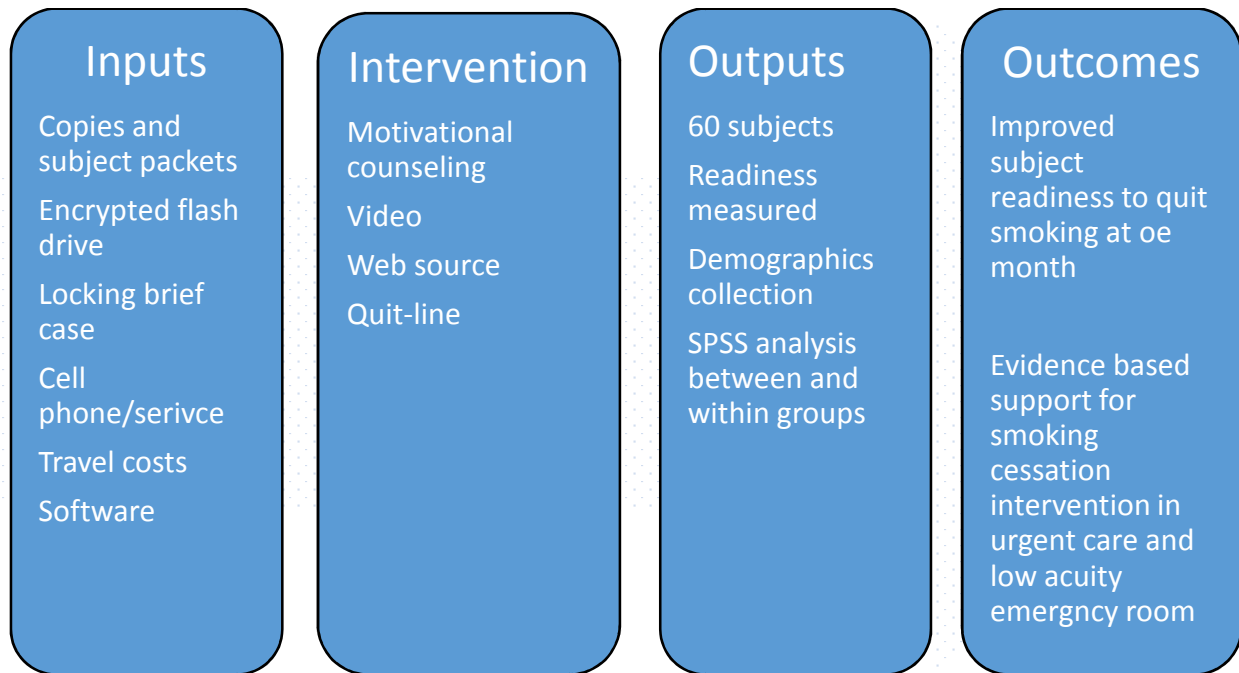 Inputs
Copies and
subject packets
Encrypted flash
drive
Locking brief
case
Cell
phone/serivce
Travel costs
Software
Intervention
Motivational
counseling
Video
Web source
Quit-line
Outputs
60 subjects
Readiness
measured
Demographics
collection
SPSS analysis
between and
within groups
Outcomes
Improved
subject
readiness to quit
smoking at oe
month
Evidence based
support for
smoking
cessation
intervention in
urgent care and
low acuity
emergncy room